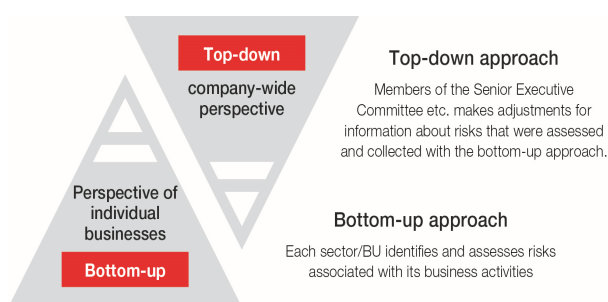 Top-down
company-wide
perspective
Perspective of
individual
businesses
Bottom-up
Top-down approach
Members of the Senior Executive
Committee etc. makes adjustments for
information about risks that were assessed
and collected with the bottom-up approach.
Bottom-up approach
Each sector/BU identifies and assesses risks
associated with its business activities